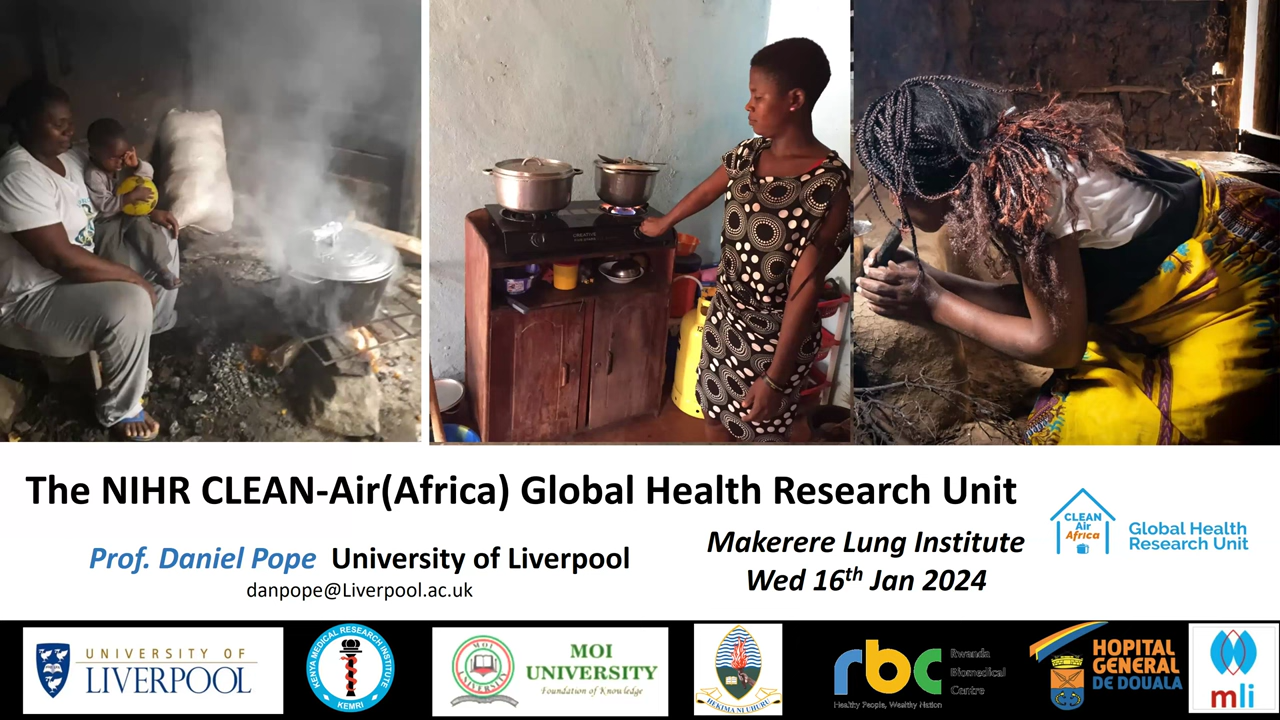 CREATIVE
The NIHR CLEAN-Air(Africa) Global Health Research Unit
Prof. Daniel Pope University of Liverpool
danpope@Liverpool.ac.uk
Makerere Lung Institute
Wed 16th Jan 2024
CLEAN
Air
Africa
Global Health
Research Unit
UNIVERSITY OF
LIVERPOOL
KENYA MEDICAL RESEARCH INSTITUTE
KEMRI
MOI
UNIVERSITY
MOI
UNIVERSITY
Foundation of Knowledge
HEKIMA NI UHURU
rbc
Rwanda
Biomedical
Centre
Healthy People, Wealthy Nation
HOPITAL
GENERAL
DE DOUALA
mli